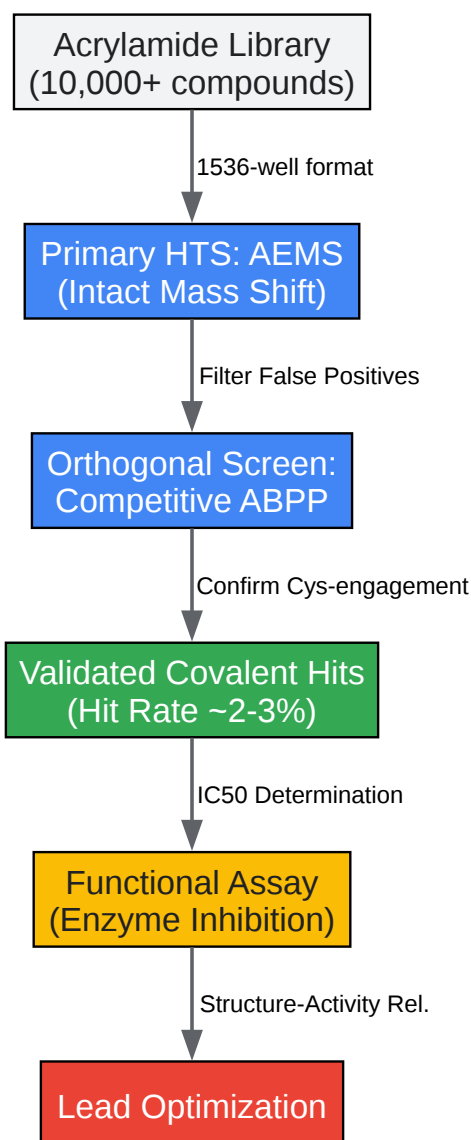 Acrylamide Library
(10,000+ compounds)
1536-well format
Primary HTS: AEMS
(Intact Mass Shift)
Filter False Positives
Orthogonal Screen:
Competitive ABPP
Confirm Cys-engagement
Validated Covalent Hits
(Hit Rate ~2-3%)
IC50 Determination
Functional Assay
(Enzyme Inhibition)
Structure-Activity Rel.
Lead Optimization